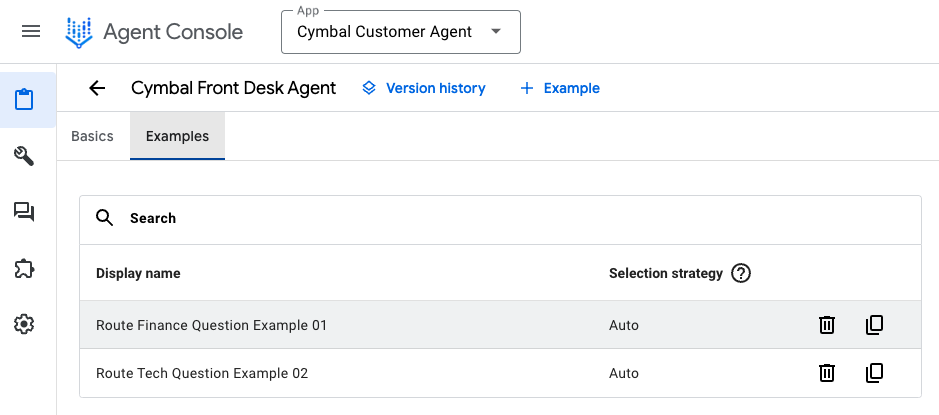 App
Agent Console
Cymbal Customer Agent
Cymbal Front Desk Agent
Version history
Example
Basics
Examples
Search
Display name
Selection strategy
Route Finance Question Example 01
Auto
Route Tech Question Example 02
Auto